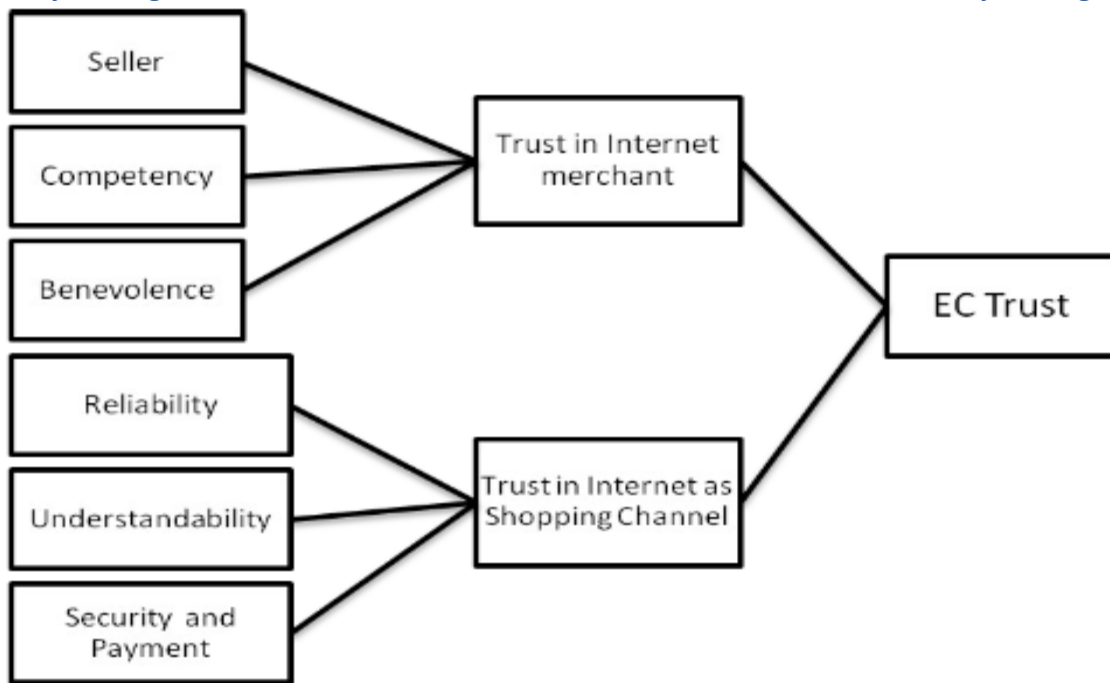 Seller
Competency
Benevolence
Reliability
Understandability
Security and
Payment
Trust in Internet
merchant
Trust in Internet as
Shopping Channel
EC Trust